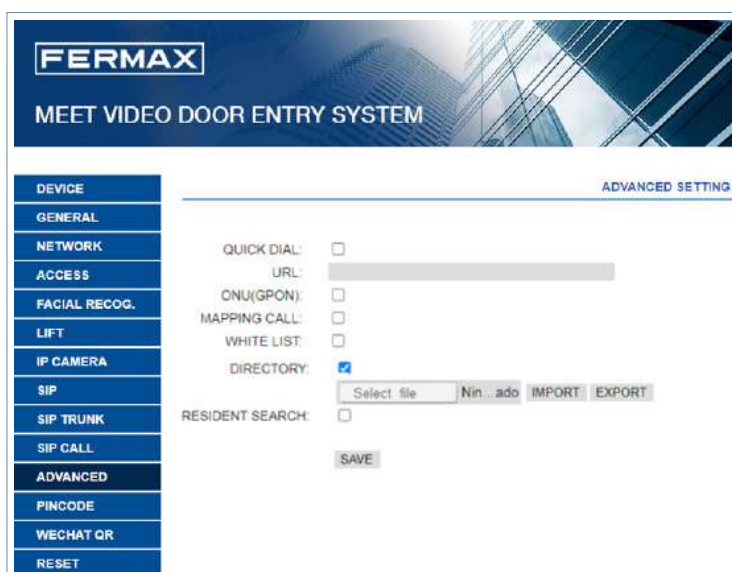 FERMAX
MEET VIDEO DOOR ENTRY SYSTEM
DEVICE
GENERAL
NETWORK
ACCESS
FACIAL RECOG.
LIFT
IP CAMERA
SIP
SIP TRUNK
SIP CALL
ADVANCED
PINCODE
WECHAT QR
RESET
ADVANCED SETTING
QUICK DIAL:
URL:
ONU(GPON):
MAPPING CALL:
WHITE LIST:
DIRECTORY:
Select file Nin...ado IMPORT EXPORT
RESIDENT SEARCH:
SAVE